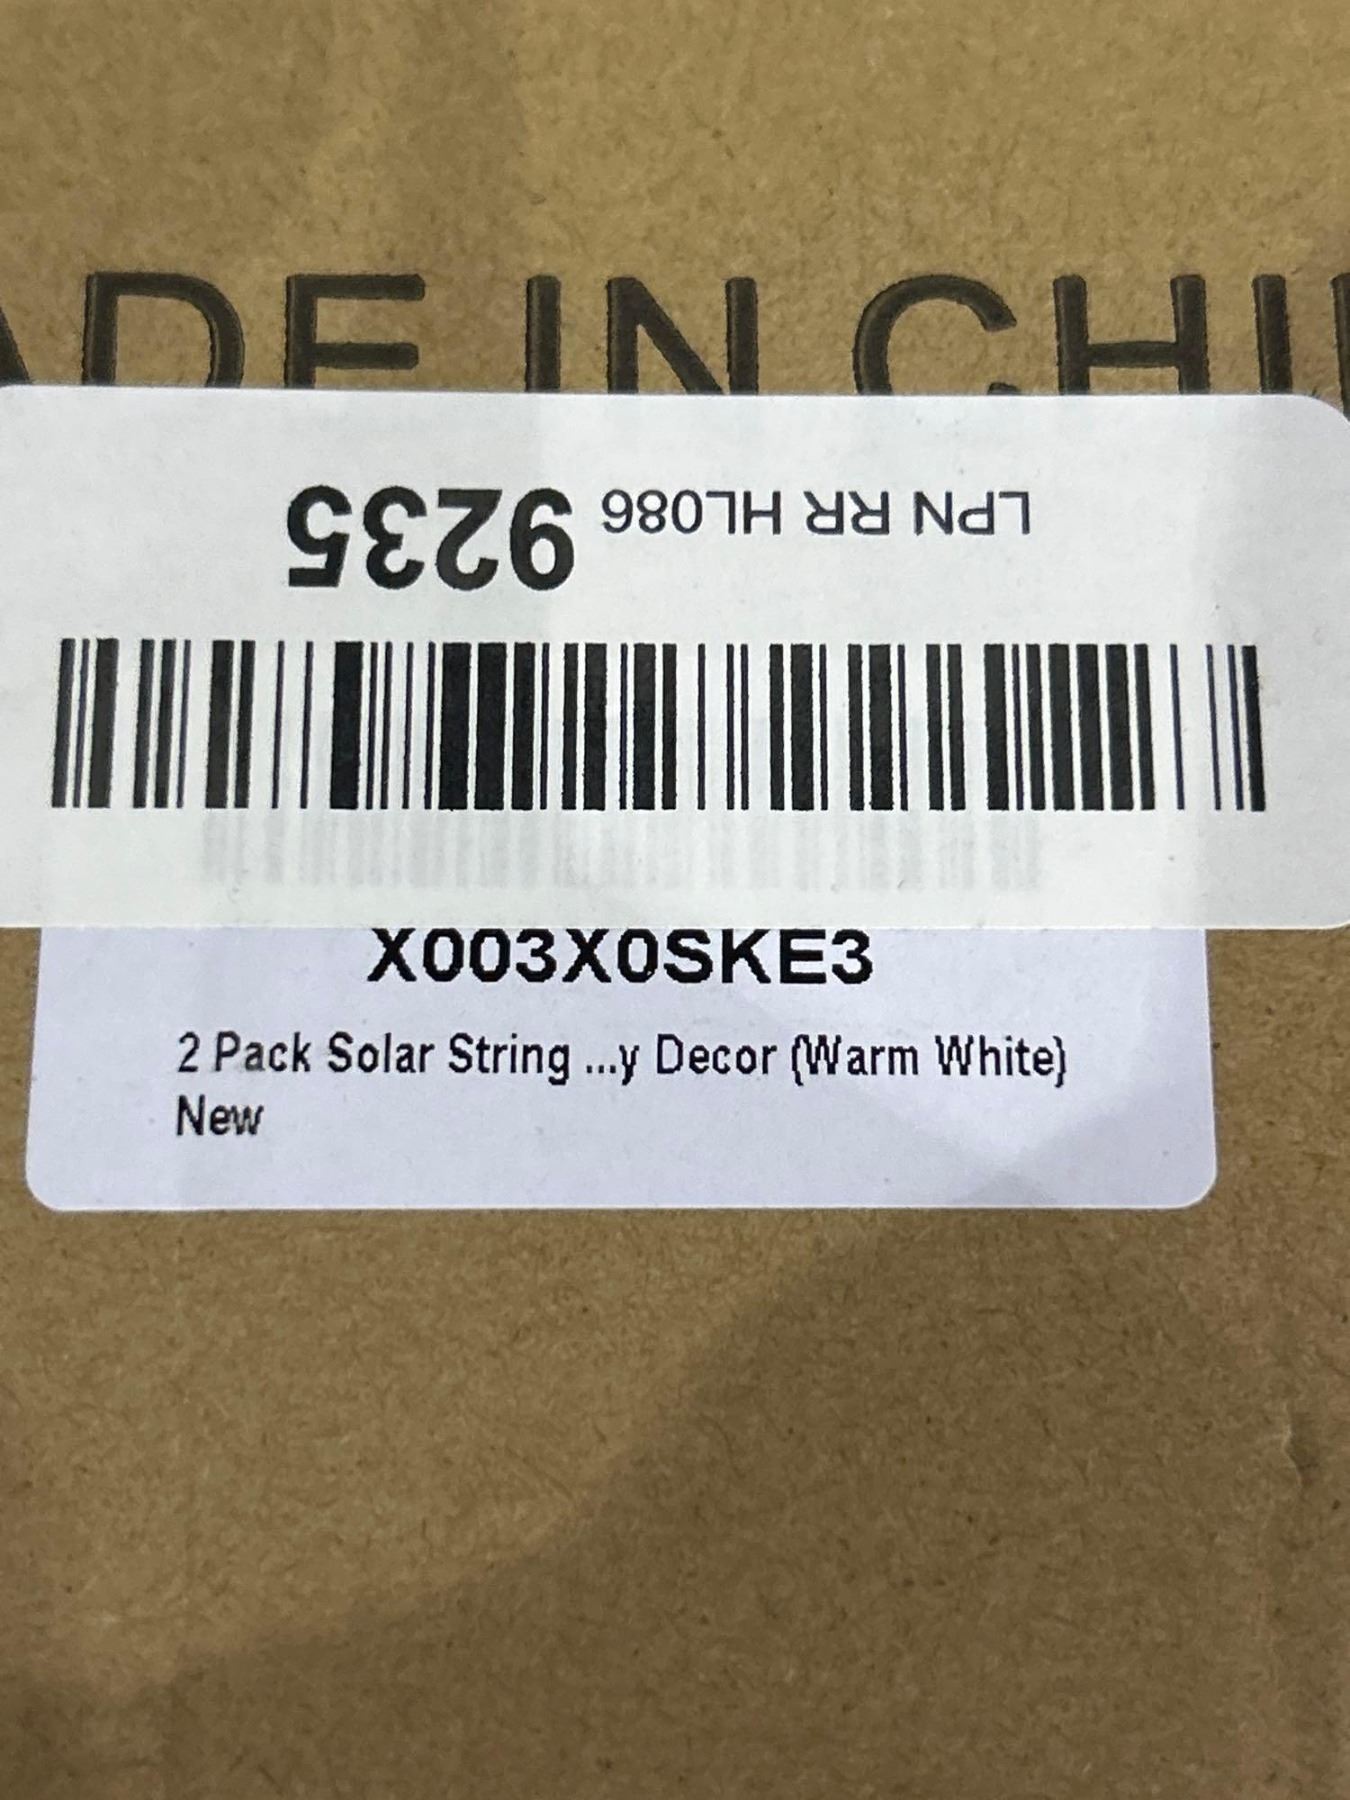 ADE IN CHI
LPN RR HL086 9235
X003X0SKE3
2 Pack Solar String ...y Decor (Warm White)
New